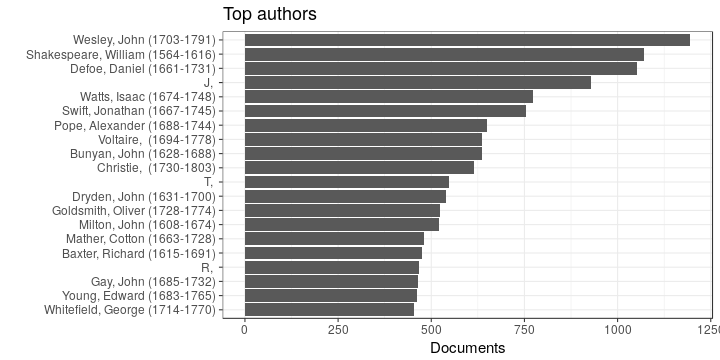 Top authors
Wesley, John (1703-1791)
Shakespeare, William (1564-1616)
Defoe, Daniel (1661-1731)
J,
Watts, Isaac (1674-1748)
Swift, Jonathan (1667-1745)
Pope, Alexander (1688-1744)
Voltaire,  (1694-1778)
Bunyan, John (1628-1688)
Christie,  (1730-1803)
T,
Dryden, John (1631-1700)
Goldsmith, Oliver (1728-1774)
Milton, John (1608-1674)
Mather, Cotton (1663-1728)
Baxter, Richard (1615-1691)
R,
Gay, John (1685-1732)
Young, Edward (1683-1765)
Whitefield, George (1714-1770)
0 250 500 750 1000 1250
Documents